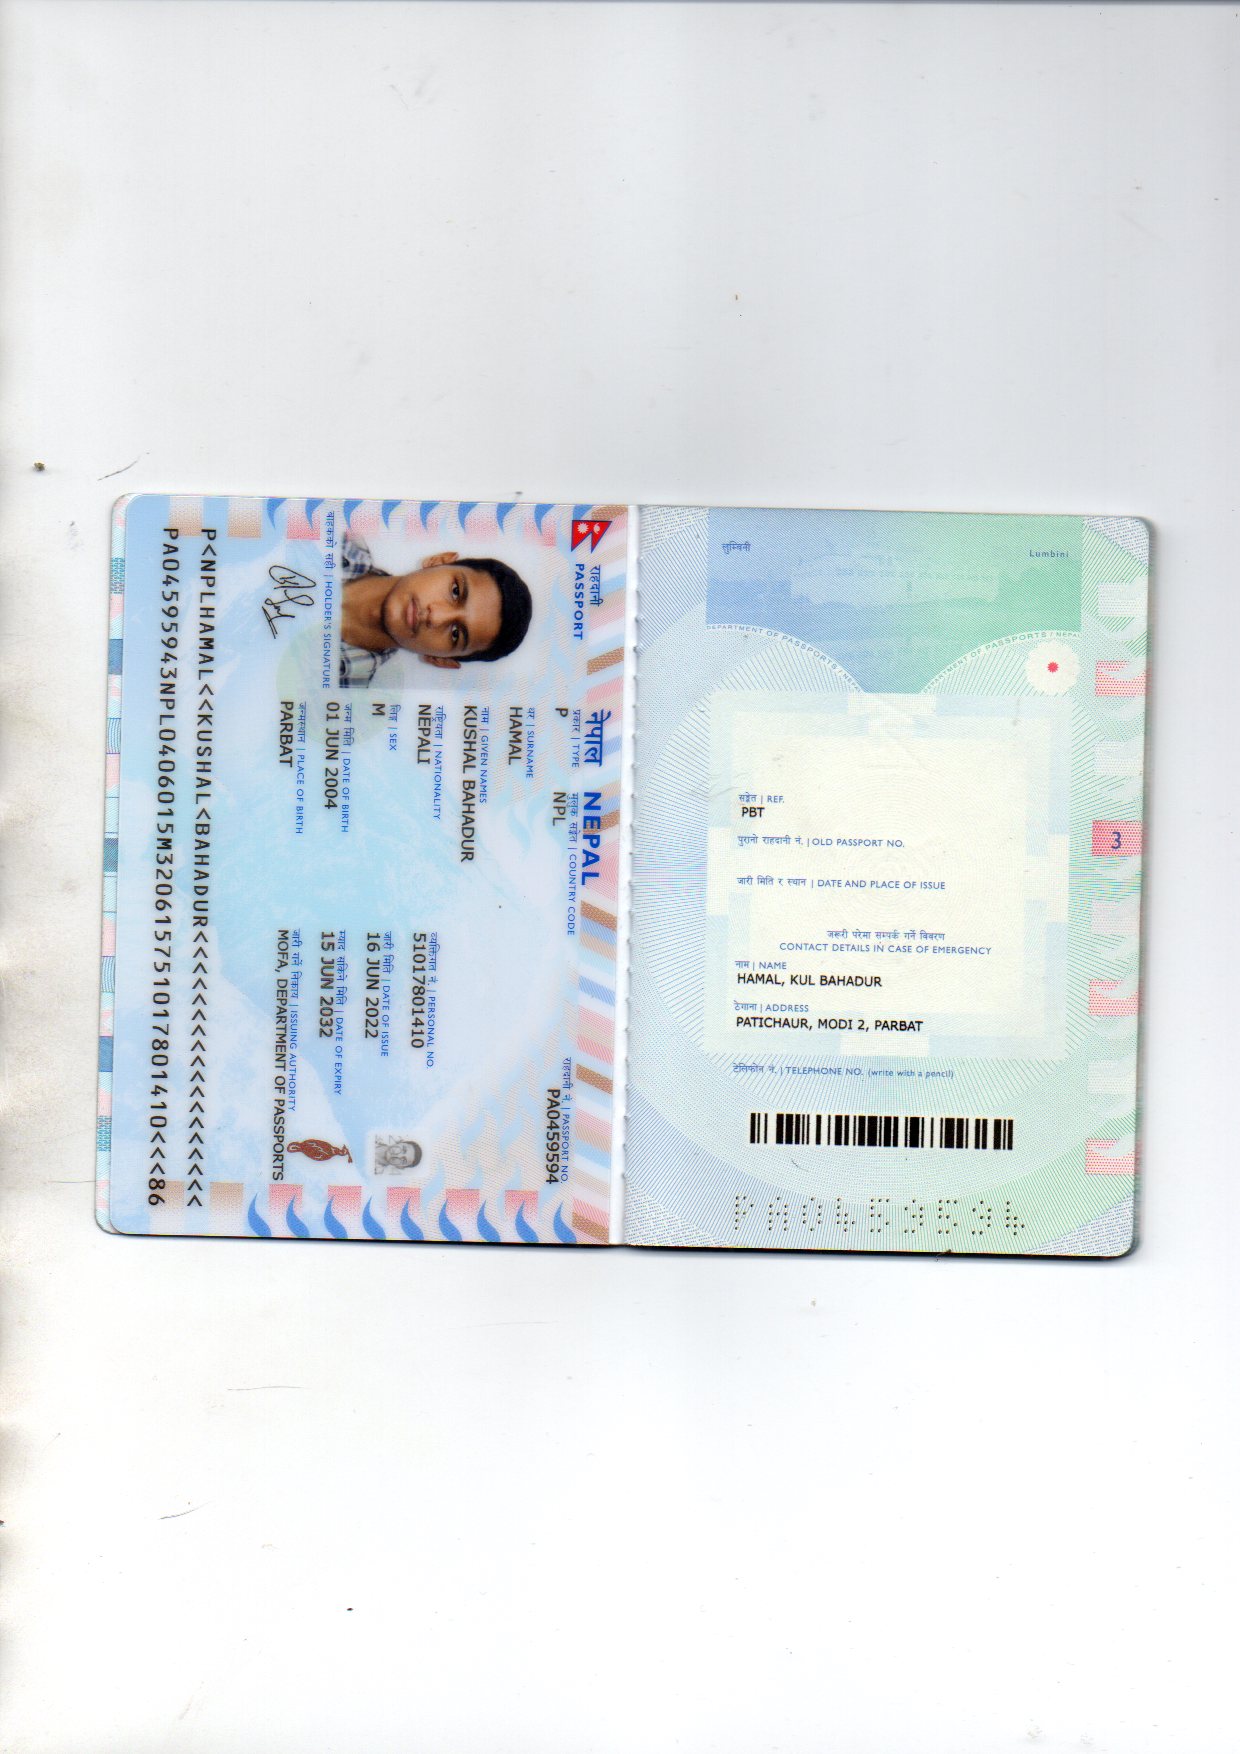 3
Lumbini
लुम्बिनी
DEPARTMENT OF PASSPORTS / NEPAL
सङ्केत | REF.
PBT
पुरानो राहदानी नं. | OLD PASSPORT NO.
जारी मिति र स्थान | DATE AND PLACE OF ISSUE
जरूरी परेमा सम्पर्क गर्ने विवरण
CONTACT DETAILS IN CASE OF EMERGENCY
नाम | NAME
HAMAL, KUL BAHADUR
ठेगाना | ADDRESS
PATICHAUR, MODI 2, PARBAT
टेलिफोन नं. | TELEPHONE NO. (write with a pencil)
राहदानी नेपाल NEPAL
PASSPORT
प्रकार | TYPE मुलुक सङ्केत | COUNTRY CODE राहदानी नं. | PASSPORT NO.
P NPL PA0459594
थर | SURNAME
HAMAL
नाम | GIVEN NAMES
KUSHAL BAHADUR
राष्ट्रियता | NATIONALITY व्यक्तिगत नं. | PERSONAL NO.
NEPALI 51017801410
लिङ्ग | SEX जारी मिति | DATE OF ISSUE
M 16 JUN 2022
जन्म मिति | DATE OF BIRTH म्याद सकिने मिति | DATE OF EXPIRY
01 JUN 2004 15 JUN 2032
बाहकको सही | HOLDER'S SIGNATURE
जन्मस्थान | PLACE OF BIRTH जारी गर्ने निकाय | ISSUING AUTHORITY
PARBAT MOFA, DEPARTMENT OF PASSPORTS
P<NPLHAMAL<<KUSHAL<BAHADUR<<<<<<<<<<<<<<<<<<
PA04595943NPL0406015M32061575101780​1410<<<86